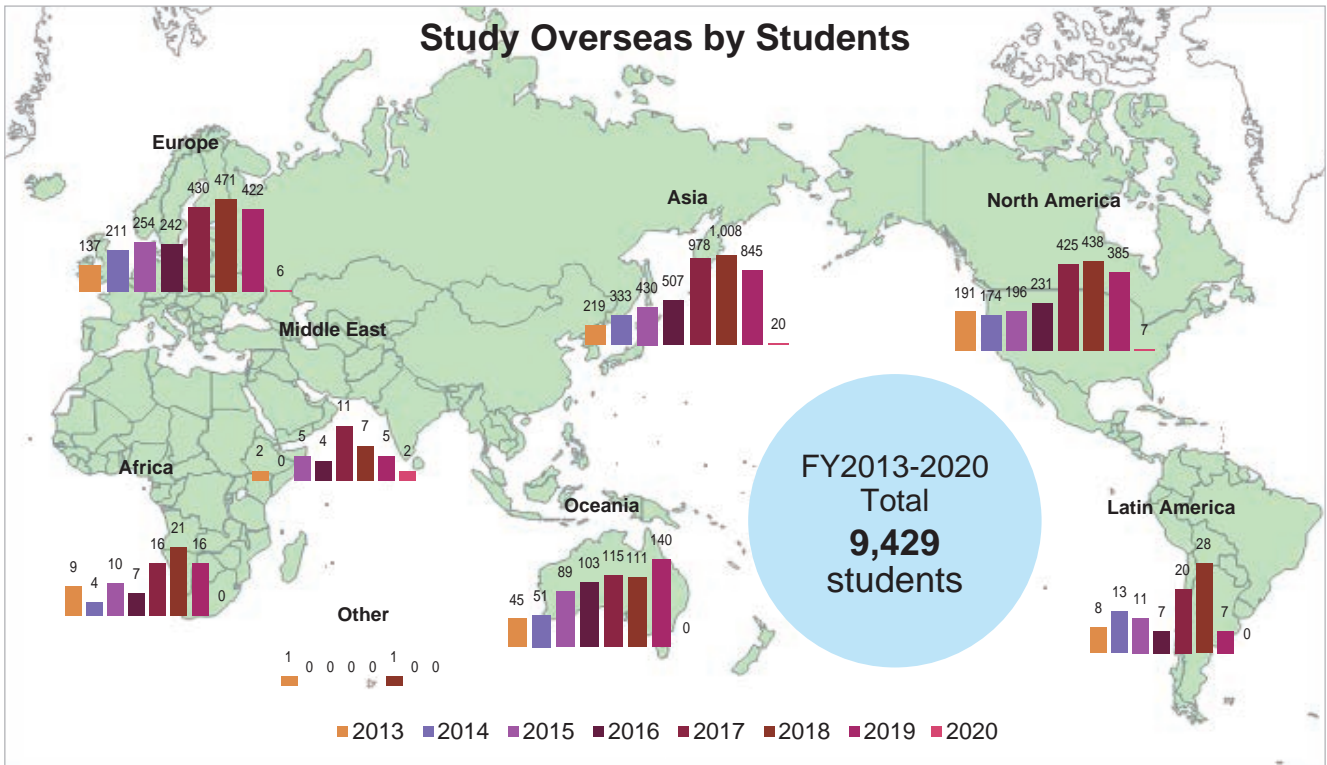 Study Overseas by Students
Europe
137 211 254 242 430 471 422 6
Asia
219 333 430 507 978 1,008 845 20
North America
191 174 196 231 425 438 385 7
Middle East
2 0 5 4 11 7 5 2
Africa
9 4 10 7 16 21 16 0
Oceania
45 51 89 103 115 111 140 0
FY2013-2020
Total
9,429
students
Latin America
8 13 11 7 20 28 7 0
Other
1 0 0 0 0 1 0 0
2013 2014 2015 2016 2017 2018 2019 2020